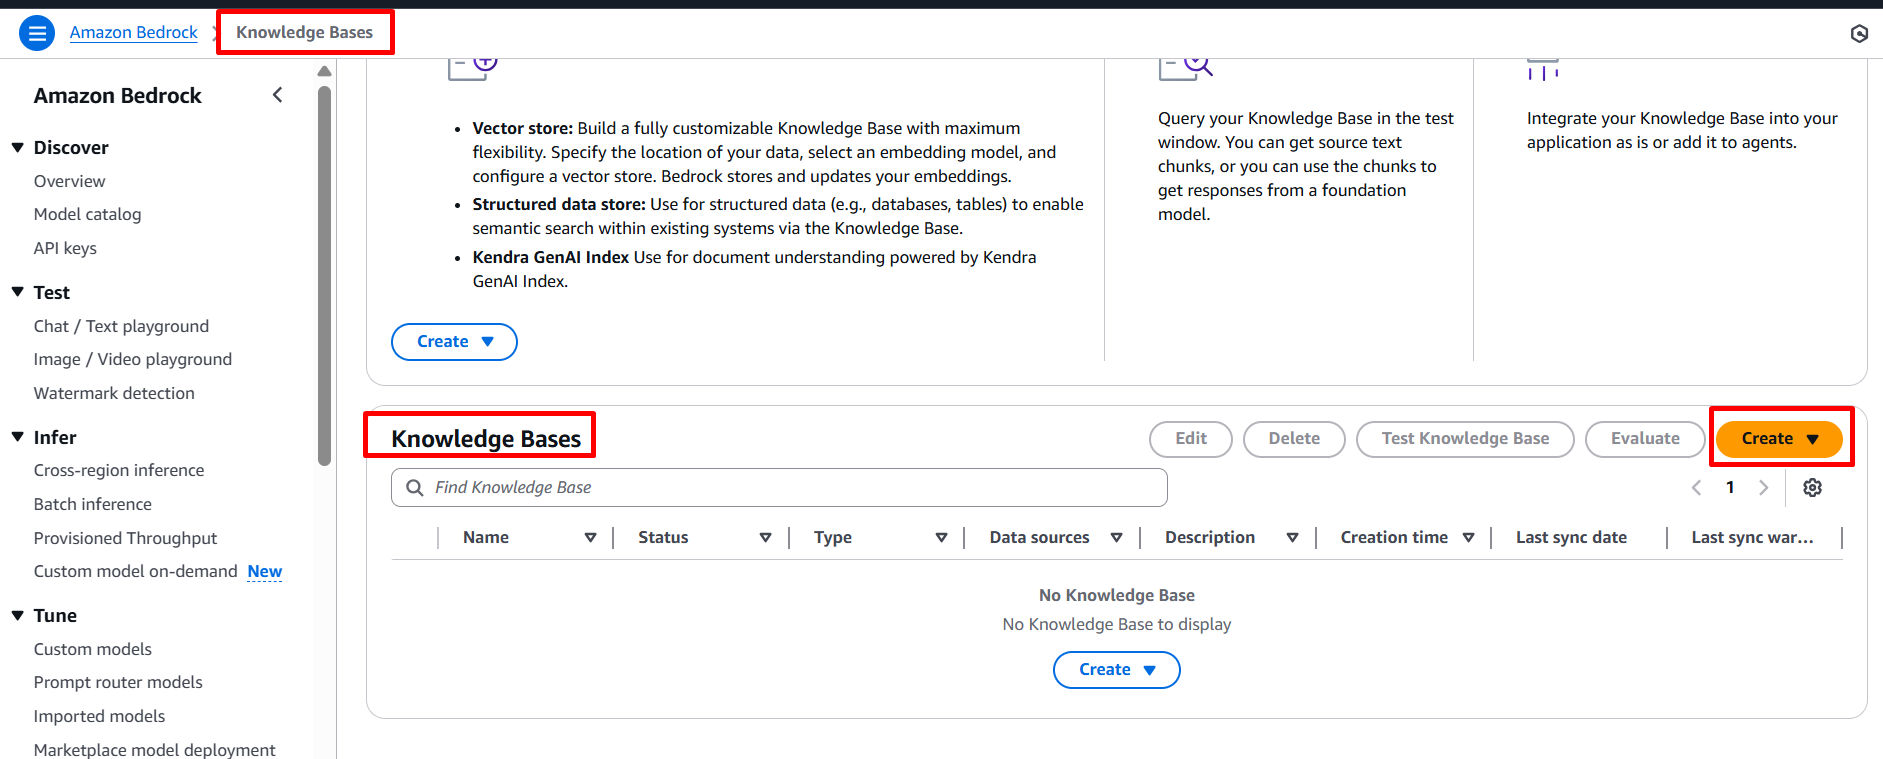 Amazon Bedrock
Knowledge Bases
Amazon Bedrock
Discover
Overview
Model catalog
API keys
Test
Chat / Text playground
Image / Video playground
Watermark detection
Infer
Cross-region inference
Batch inference
Provisioned Throughput
Custom model on-demand New
Tune
Custom models
Prompt router models
Imported models
Marketplace model deployment
Vector store: Build a fully customizable Knowledge Base with maximum
flexibility. Specify the location of your data, select an embedding model, and
configure a vector store. Bedrock stores and updates your embeddings.
Structured data store: Use for structured data (e.g., databases, tables) to enable
semantic search within existing systems via the Knowledge Base.
Kendra GenAI Index Use for document understanding powered by Kendra
GenAI Index.
Create
Query your Knowledge Base in the test
window. You can get source text
chunks, or you can use the chunks to
get responses from a foundation
model.
Integrate your Knowledge Base into your
application as is or add it to agents.
Knowledge Bases
Edit
Delete
Test Knowledge Base
Evaluate
Create
Find Knowledge Base
1
Name
Status
Type
Data sources
Description
Creation time
Last sync date
Last sync war...
No Knowledge Base
No Knowledge Base to display
Create